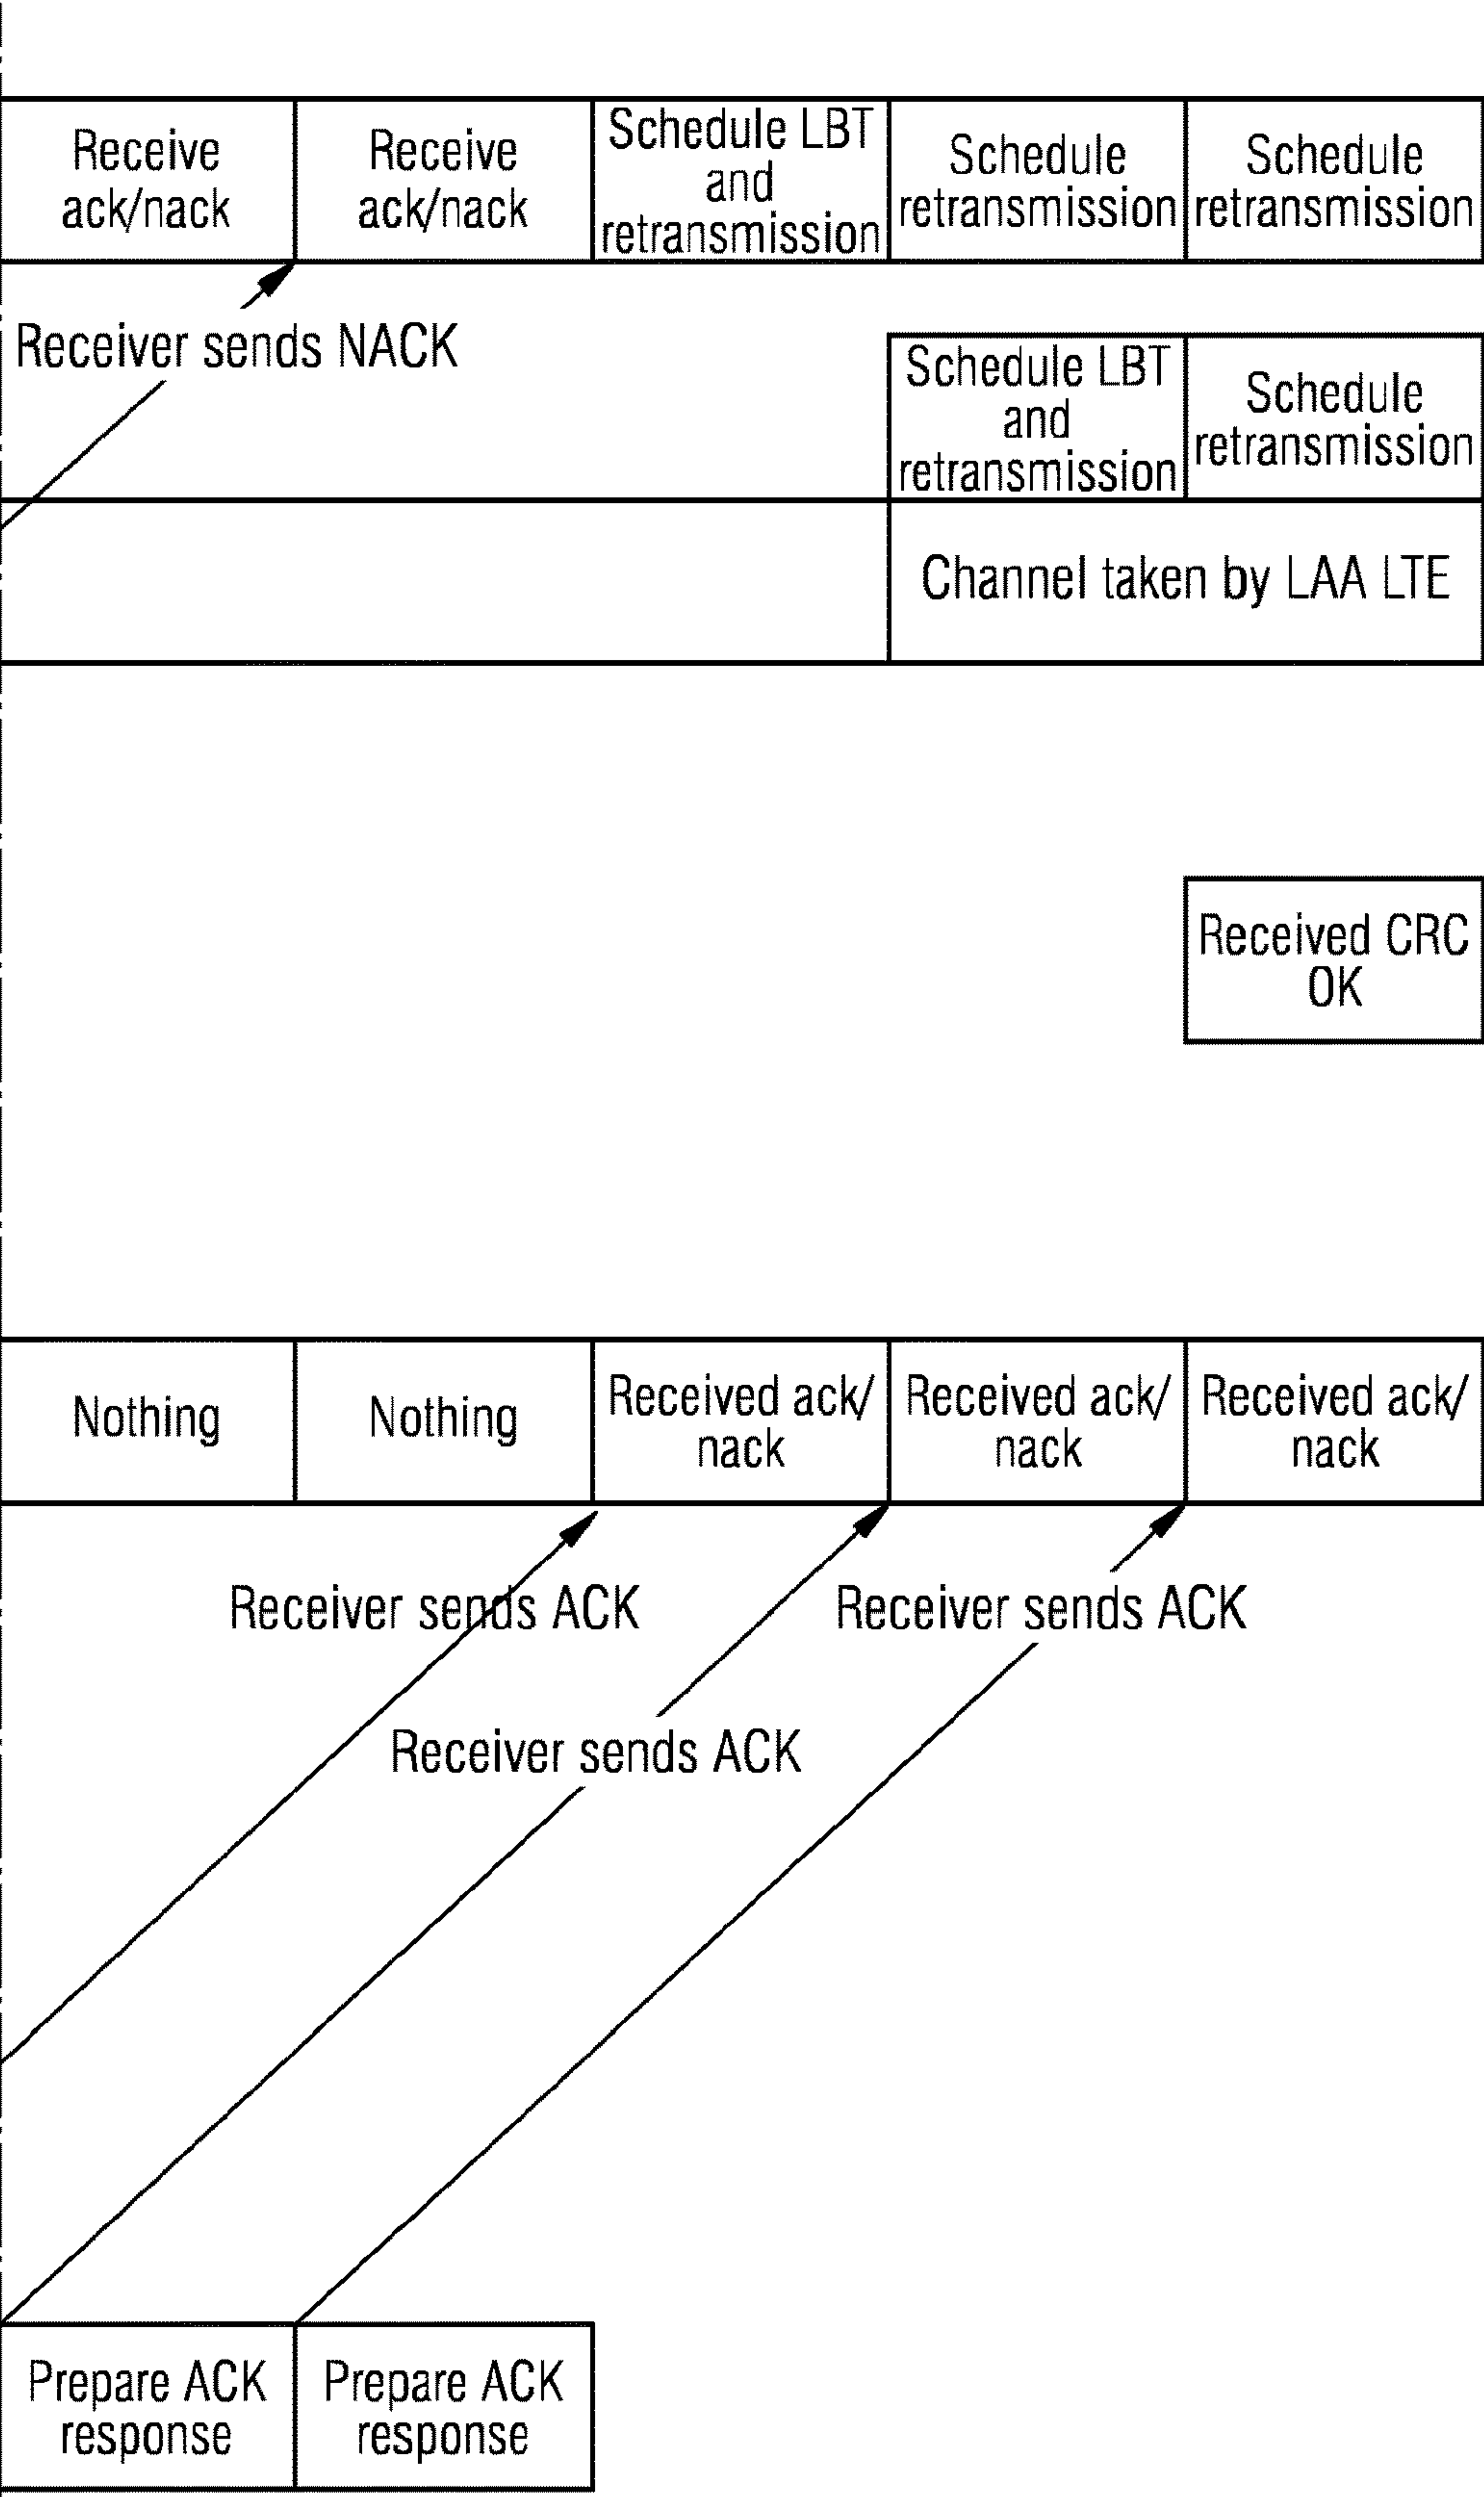 Receive
ack/nack
Receive
ack/nack
Schedule LBT
and
retransmission
Schedule
retransmission
Schedule
retransmission
Receiver sends NACK
Schedule LBT
and
retransmission
Schedule
retransmission
Channel taken by LAA LTE
Received CRC
OK
Nothing
Nothing
Received ack/
nack
Received ack/
nack
Received ack/
nack
Receiver sends ACK
Receiver sends ACK
Receiver sends ACK
Prepare ACK
response
Prepare ACK
response